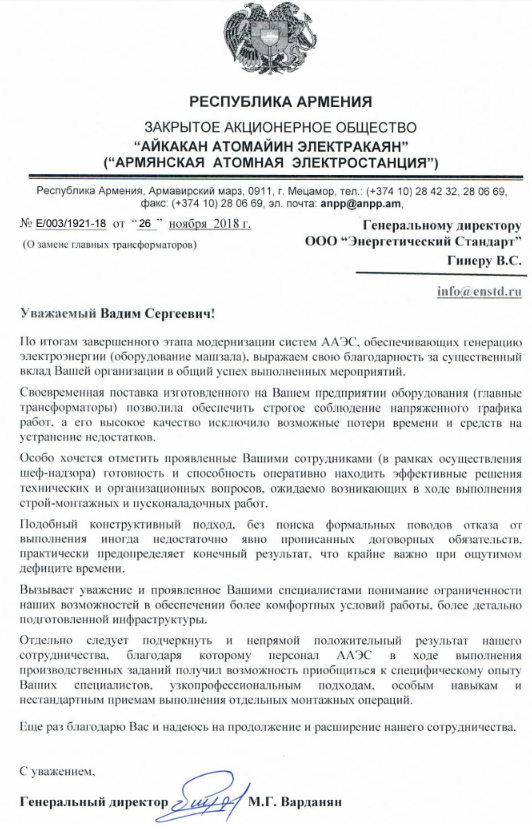 РЕСПУБЛИКА АРМЕНИЯ
ЗАКРЫТОЕ АКЦИОНЕРНОЕ ОБЩЕСТВО
“АЙКАКАН АТОМАЙИН ЭЛЕКТРАКАЯН”
(“АРМЯНСКАЯ АТОМНАЯ ЭЛЕКТРОСТАНЦИЯ”)
Республика Армения, Армавирский марз, 0911, г. Мецамор, тел.: (+374 10) 28 42 32, 28 06 69,
факс: (+374 10) 28 06 69, эл. почта: anpp@anpp.am,
№ Е/003/1921-18 от “26” ноября 2018 г.
(О замене главных трансформаторов)
Генеральному директору
ООО “Энергетический Стандарт”
Гинеру В.С.
info@enstd.ru
Уважаемый Вадим Сергеевич!
По итогам завершенного этапа модернизации систем ААЭС, обеспечивающих генерацию
электроэнергии (оборудование машзала), выражаем свою благодарность за существенный
вклад Вашей организации в общий успех выполненных мероприятий.
Своевременная поставка изготовленного на Вашем предприятии оборудования (главные
трансформаторы) позволила обеспечить строгое соблюдение напряженного графика
работ, а его высокое качество исключило возможные потери времени и средств на
устранение недостатков.
Особо хочется отметить проявленные Вашими сотрудниками (в рамках осуществления
шеф-надзора) готовность и способность оперативно находить эффективные решения
технических и организационных вопросов, ожидаемо возникающих в ходе выполнения
строй-монтажных и пусконаладочных работ.
Подобный конструктивный подход, без поиска формальных поводов отказа от
выполнения иногда недостаточно явно прописанных договорных обязательств,
практически предопределяет конечный результат, что крайне важно при ощутимом
дефиците времени.
Вызывает уважение и проявленное Вашими специалистами понимание ограниченности
наших возможностей в обеспечении более комфортных условий работы, более детально
подготовленной инфраструктуры.
Отдельно следует подчеркнуть и непрямой положительный результат нашего
сотрудничества, благодаря которому персонал ААЭС в ходе выполнения
производственных заданий получил возможность приобщиться к специфическому опыту
Ваших специалистов, узкопрофессиональным подходам, особым навыкам и
нестандартным приемам выполнения отдельных монтажных операций.
Еще раз благодарю Вас и надеюсь на продолжение и расширение нашего сотрудничества.
С уважением,
Генеральный директор М.Г. Варданян